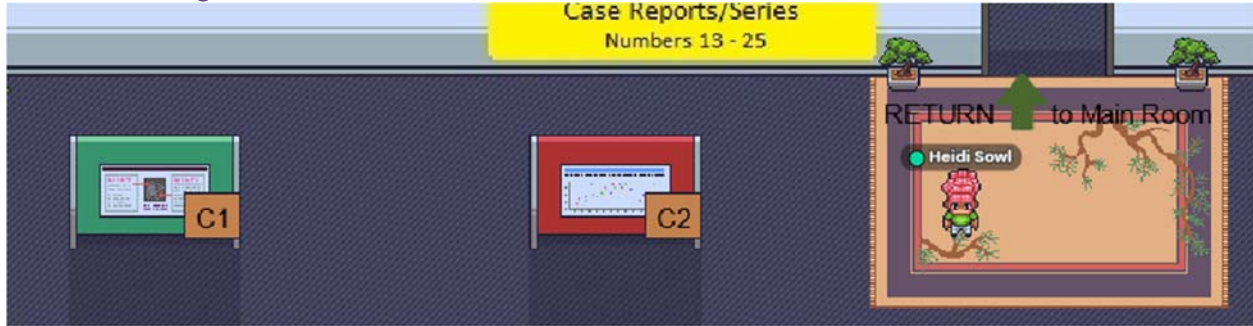 Case Reports/Series
Numbers 13 - 25
RETURN to Main Room
Heidi Sowl
C1
C2